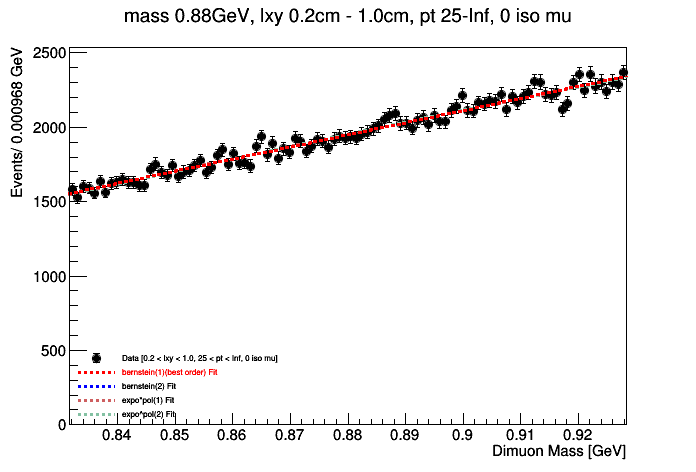 mass 0.88GeV, lxy 0.2cm - 1.0cm, pt 25-Inf, 0 iso mu
Events/ 0.000968 GeV
2500
2000
1500
1000
500
0
Data [0.2 < lxy < 1.0, 25 < pt < Inf, 0 iso mu]
bernstein(1)(best order) Fit
bernstein(2) Fit
expo*pol(1) Fit
expo*pol(2) Fit
0.84 0.85 0.86 0.87 0.88 0.89 0.9 0.91 0.92
Dimuon Mass [GeV]